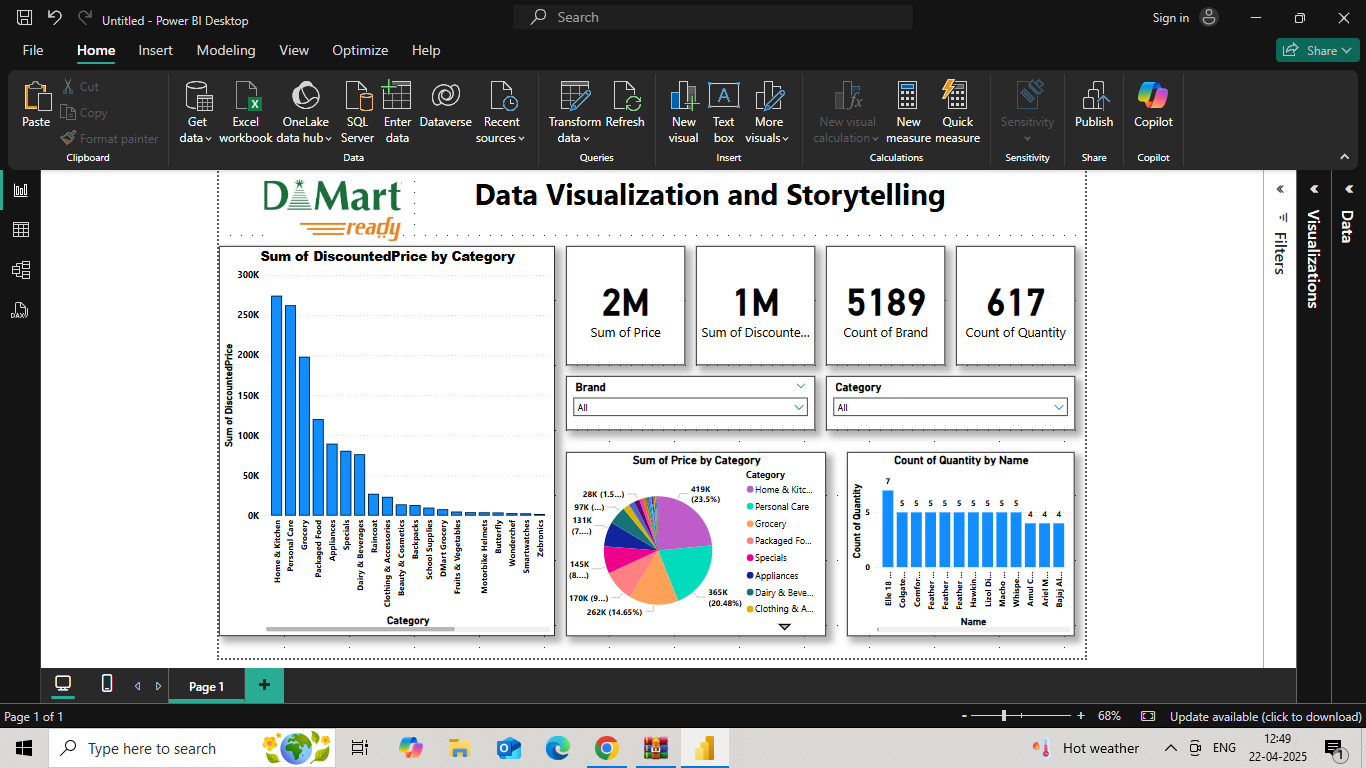 Untitled - Power BI Desktop
Search
Sign in
File Home Insert Modeling View Optimize Help
Share
Paste
Cut
Copy
Format painter
Clipboard
Get data
Excel workbook
OneLake data hub
SQL Server
Enter data
Dataverse
Recent sources
Data
Transform data
Refresh
Queries
New visual
Text box
More visuals
Insert
New visual calculation
New measure
Quick measure
Calculations
Sensitivity
Sensitivity
Publish
Share
Copilot
Copilot
DMart
ready
Data Visualization and Storytelling
Sum of DiscountedPrice by Category
Sum of DiscountedPrice
300K
250K
200K
150K
100K
50K
0K
Home & Kitchen
Personal Care
Grocery
Packaged Food
Appliances
Specials
Dairy & Beverages
Raincoat
Clothing & Accessories
Beauty & Cosmetics
Backpacks
School Supplies
DMart Grocery
Fruits & Vegetables
Motorbike Helmets
Butterfly
Wonderchef
Smartwatches
Zebronics
Category
2M
Sum of Price
1M
Sum of Discounte...
5189
Count of Brand
617
Count of Quantity
Brand
All
Category
All
Sum of Price by Category
419K
(23.5%)
365K
(20.48%)
262K (14.65%)
170K (9...)
145K
(8....)
131K
(7....)
97K (...)
28K (1.5...)
Category
Home & Kitc...
Personal Care
Grocery
Packaged Fo...
Specials
Appliances
Dairy & Beve...
Clothing & A...
Count of Quantity by Name
Count of Quantity
5
0
7 5 5 5 5 5 5 5 5 5 4 4 4
Elle 18 ...
Colgate...
Comfor...
Feather ...
Feather ...
Feather ...
Hawkin...
Lizol Di...
Macho ...
Whispe...
Amul C...
Ariel M...
Bajaj Al...
Name
Filters
Visualizations
Data
Page 1
Page 1 of 1
- + 68%
Update available (click to download)
Type here to search
Hot weather
ENG
12:49
22-04-2025
1